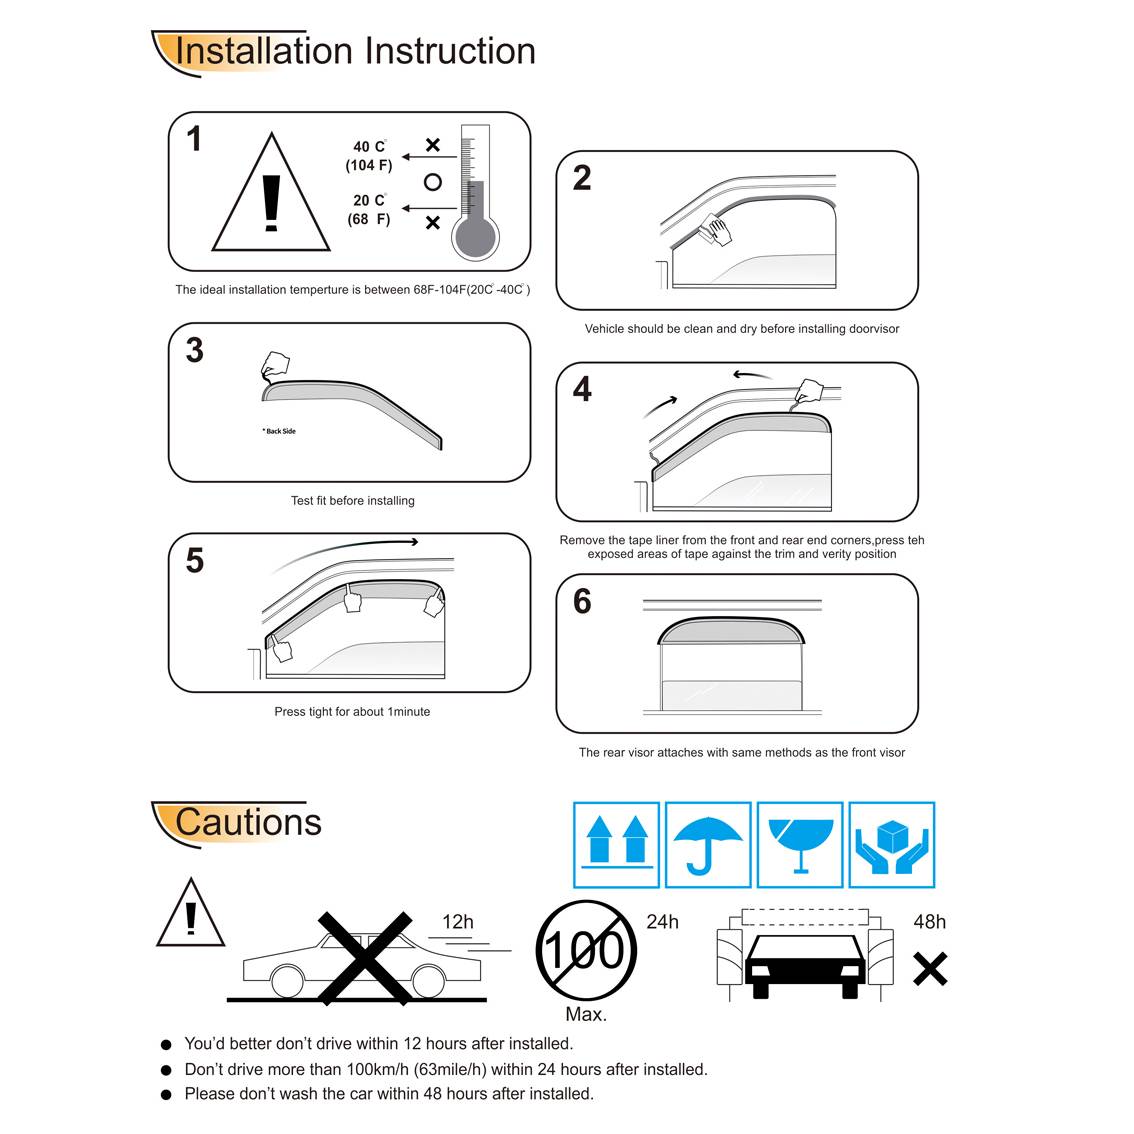 Installation Instruction
1
40 C°
(104 F)
20 C°
(68 F)
The ideal installation temperture is between 68F-104F(20C°-40C°)
2
Vehicle should be clean and dry before installing doorvisor
3
* Back Side
Test fit before installing
4
Remove the tape liner from the front and rear end corners,press teh
exposed areas of tape against the trim and verity position
5
Press tight for about 1minute
6
The rear visor attaches with same methods as the front visor
Cautions
12h
100
Max.
24h
48h
● You'd better don't drive within 12 hours after installed.
● Don't drive more than 100km/h (63mile/h) within 24 hours after installed.
● Please don't wash the car within 48 hours after installed.